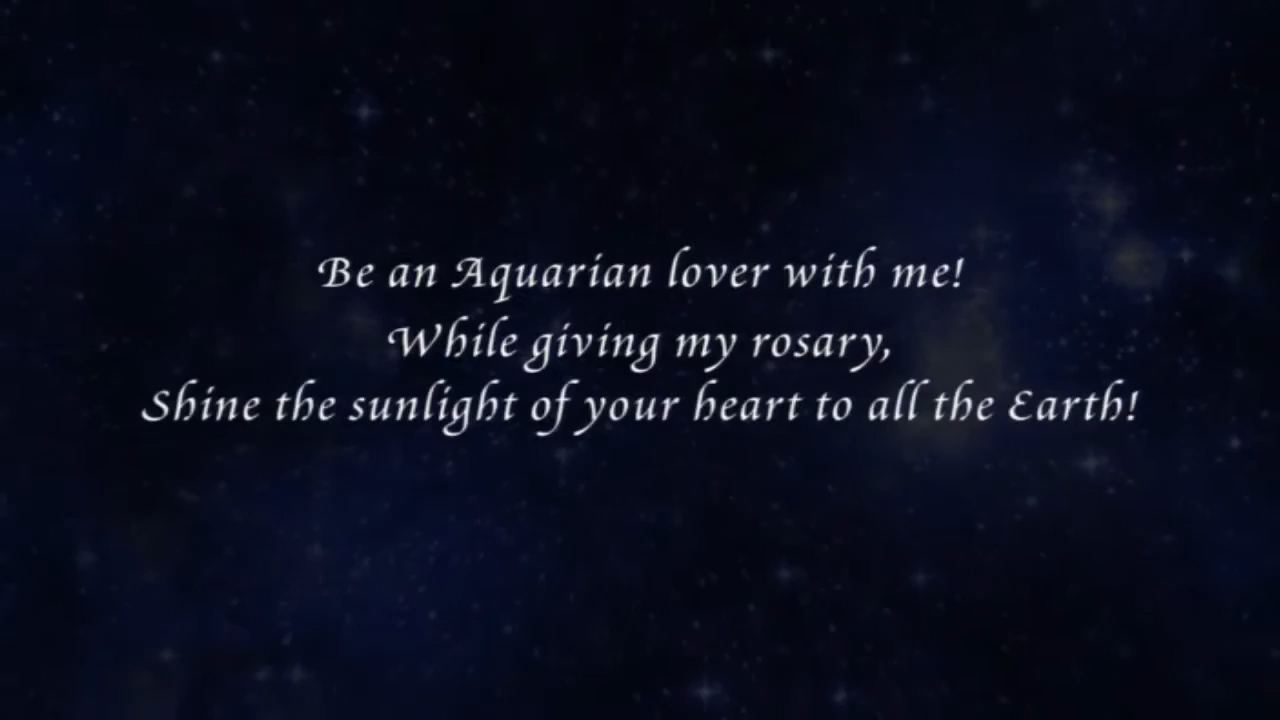 Be an Aquarian lover with me!
While giving my rosary,
Shine the sunlight of your heart to all the Earth!